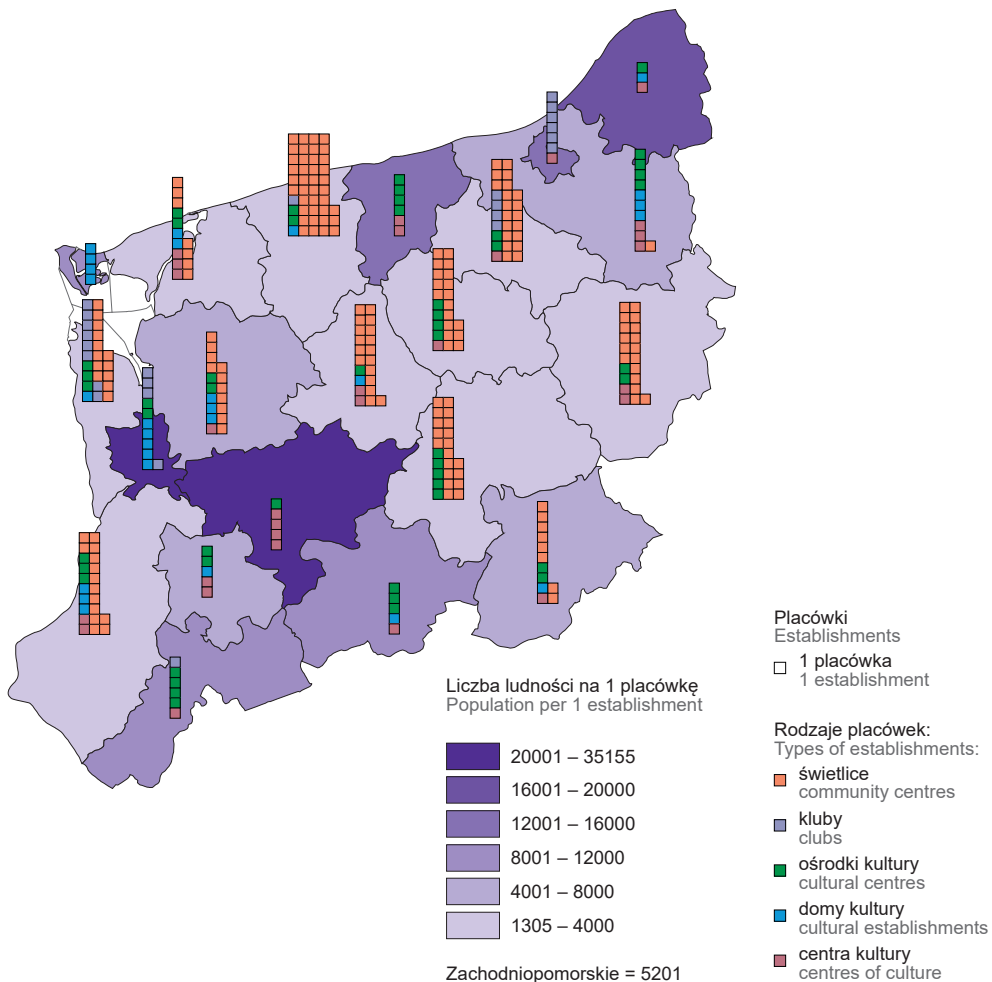 Liczba ludności na 1 placówkę
Population per 1 establishment
20001 – 35155
16001 – 20000
12001 – 16000
8001 – 12000
4001 – 8000
1305 – 4000
Zachodniopomorskie = 5201
Placówki
Establishments
1 placówka
1 establishment
Rodzaje placówek:
Types of establishments:
świetlice
community centres
kluby
clubs
ośrodki kultury
cultural centres
domy kultury
cultural establishments
centra kultury
centres of culture